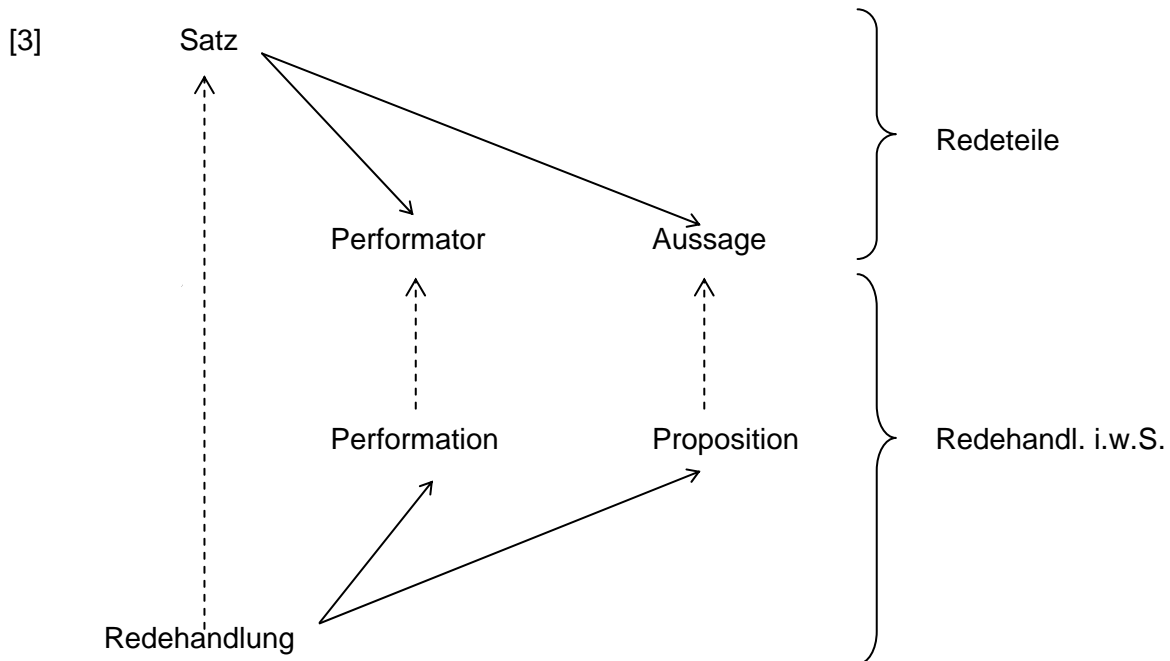 [3] Satz
Redeteile
Performator Aussage
Performation Proposition Redehandl. i.w.S.
Redehandlung